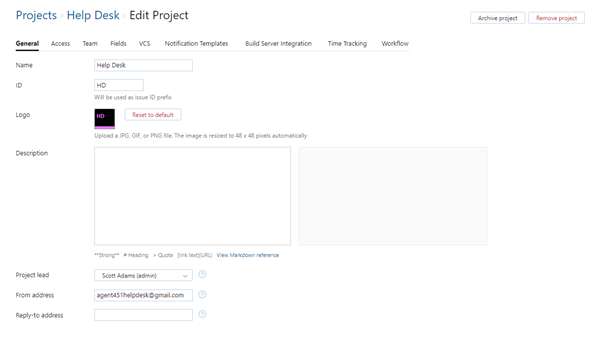 Projects › Help Desk › Edit Project
Archive project
Remove project
General Access Team Fields VCS Notification Templates Build Server Integration Time Tracking Workflow
Name
Help Desk
ID
HD
Will be used as issue ID prefix
Logo
HD
Reset to default
Upload a JPG, GIF, or PNG file. The image is resized to 48 x 48 pixels automatically
Description
**Strong** # Heading > Quote [link text](URL) View Markdown reference
Project lead
Scott Adams (admin)
From address
agent451helpdesk@gmail.com
Reply-to address